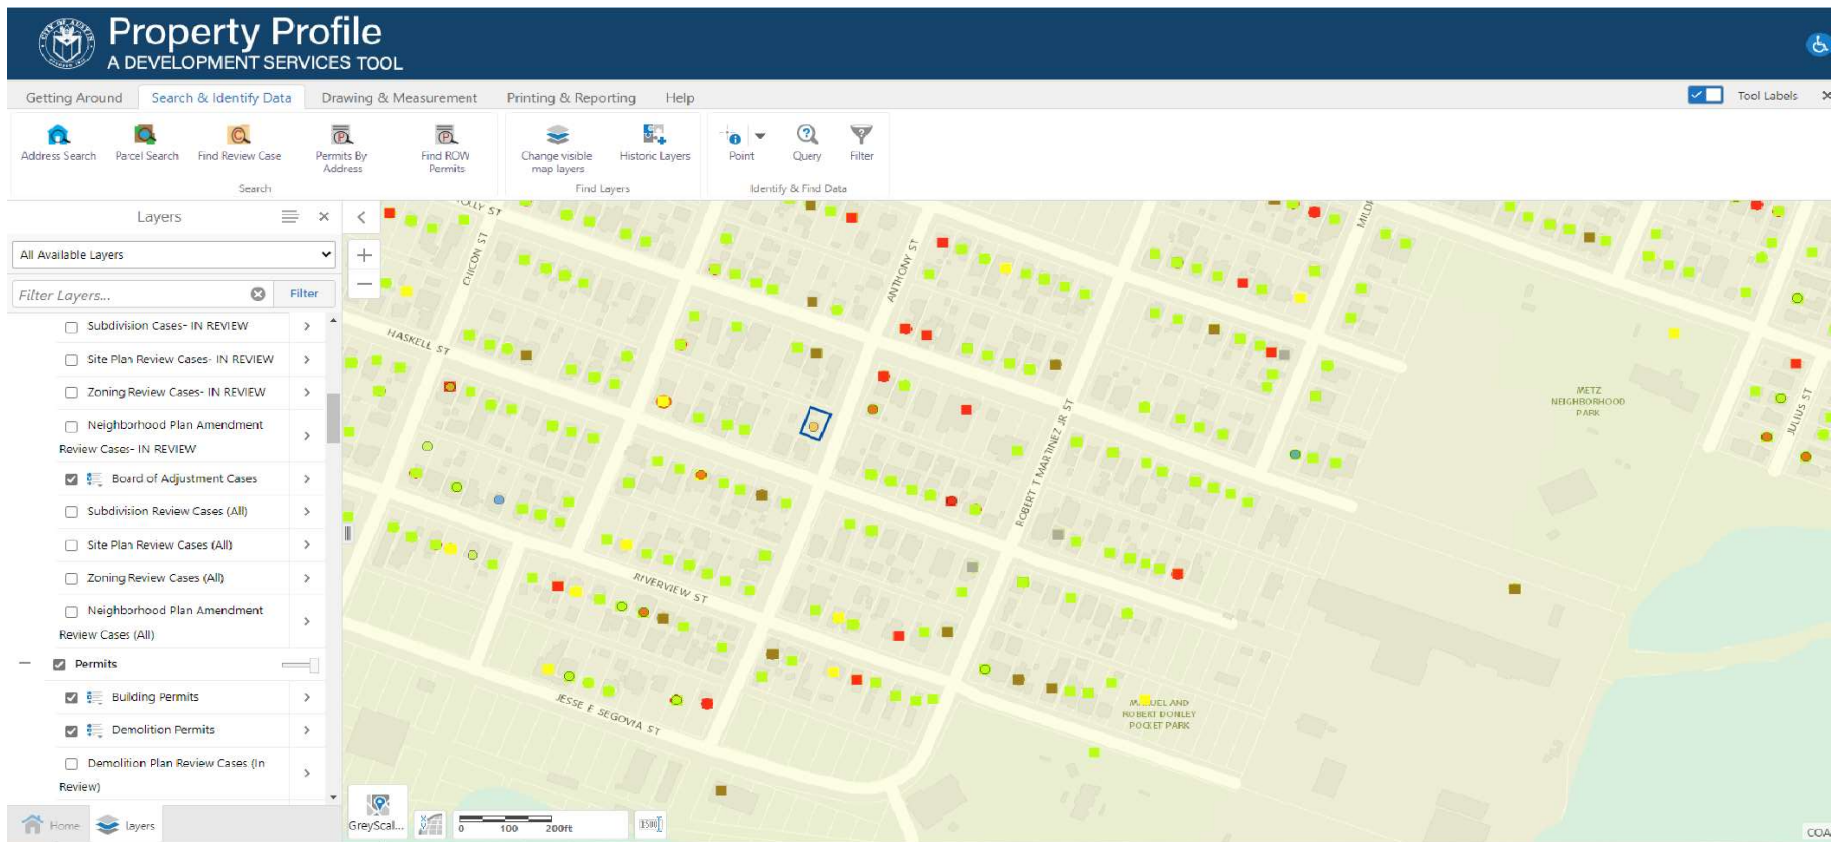 Property Profile
A DEVELOPMENT SERVICES TOOL
Getting Around
Search & Identify Data
Drawing & Measurement
Printing & Reporting
Help
Tool Labels
Address Search
Parcel Search
Find Review Case
Permits By
Address
Find ROW
Permits
Search
Change visible
map layers
Historic Layers
Find Layers
Point
Query
Filter
Identify & Find Data
Layers
All Available Layers
Filter Layers...
Filter
Subdivision Cases- IN REVIEW
Site Plan Review Cases- IN REVIEW
Zoning Review Cases- IN REVIEW
Neighborhood Plan Amendment
Review Cases- IN REVIEW
Board of Adjustment Cases
Subdivision Review Cases (All)
Site Plan Review Cases (All)
Zoning Review Cases (All)
Neighborhood Plan Amendment
Review Cases (All)
Permits
Building Permits
Demolition Permits
Demolition Plan Review Cases (In
Review)
Home
Layers
OLLY ST
CHICON ST
ANTHONY ST
MILDR
HASKELL ST
ROBERT T MARTINEZ JR ST
METZ
NEIGHBORHOOD
PARK
JULIUS ST
RIVERVIEW ST
JESSE E SEGOVIA ST
AND
ROBERT DONLEY
POCKET PARK
GreyScal...
0 100 200ft
COA